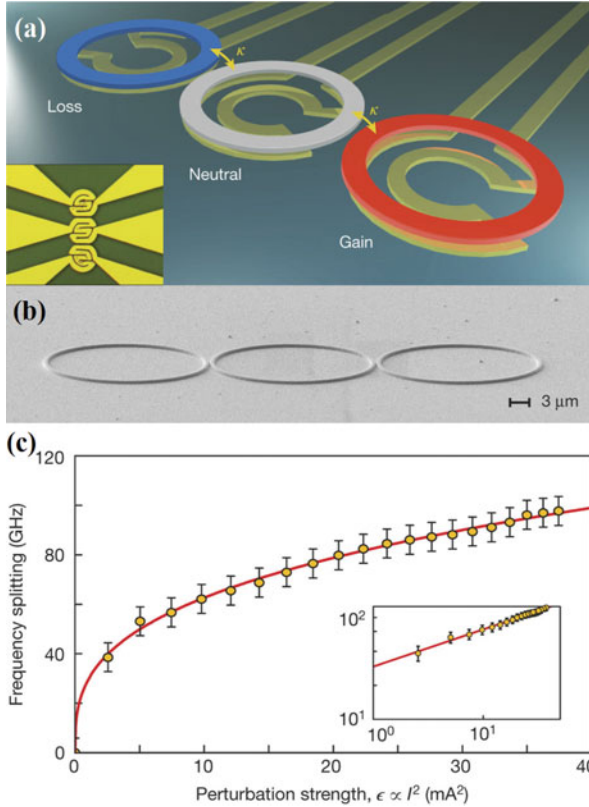 (a)
κ
Loss
κ
Neutral
Gain
(b)
3 μm
(c)
120
80
40
0
Frequency splitting (GHz)
10²
10¹
10⁰
10¹
0
10
20
30
40
Perturbation strength, ϵ ∝ I² (mA²)